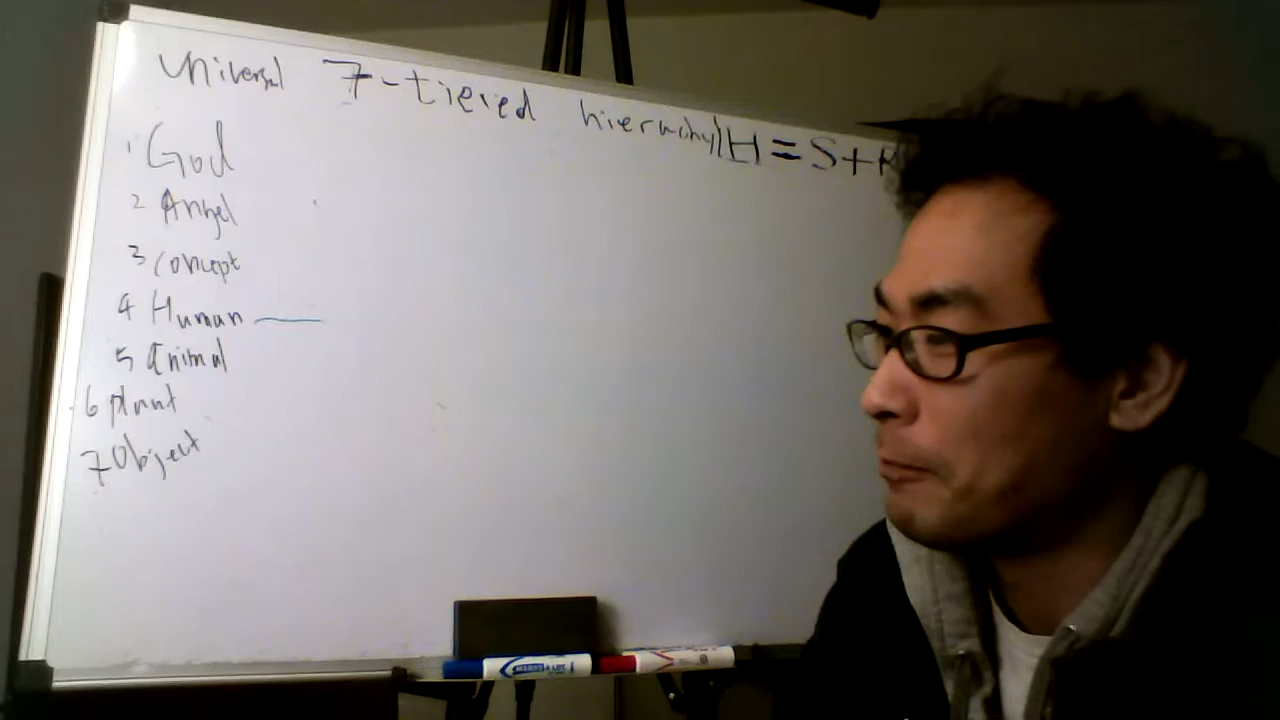 universal 7-tiered hierarchy H=S+
1 God
2 Angel
3 concept
4 Human
5 Animal
6 plant
7 Object